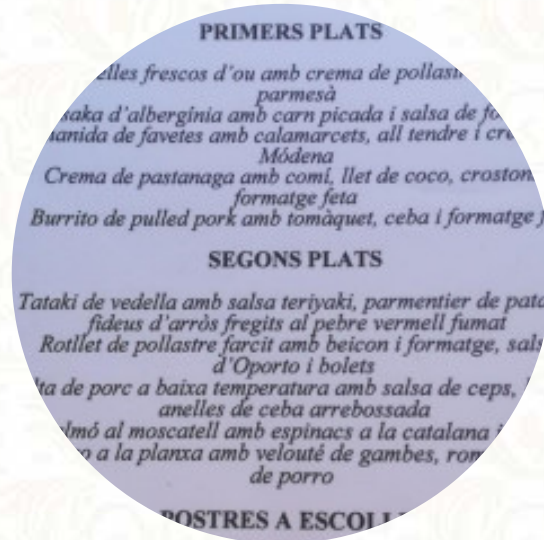 PRIMERS PLATS
frescos d'ou amb crema de
parmesà
d'albergínia amb carn picada i salsa de
de favetes amb calamarcets, all tendre i
Módena
Crema de pastanaga amb comí, llet de coco,
formatge feta
Burrito de pulled pork amb tomàquet, ceba i formatge
SEGONS PLATS
Tataki de vedella amb salsa teriyaki, parmentier de
fideus d'arròs fregits al pebre vermell fumat
Rotllet de pollastre farcit amb beicon i formatge,
d'Oporto i bolets
de porc a baixa temperatura amb salsa de ceps,
anelles de ceba arrebossada
al moscatell amb espinacs a la catalana i
a la planxa amb velouté de gambes,
de porro
POSTRES A